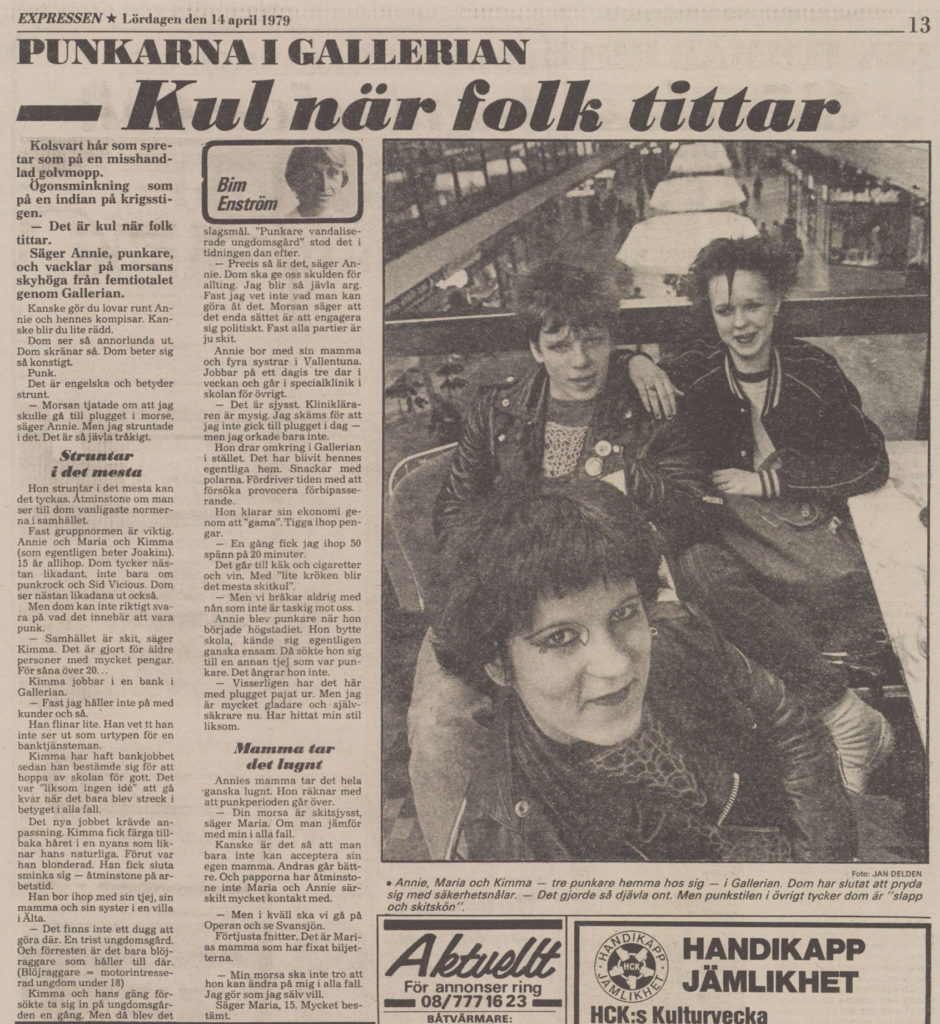 EXPRESSEN ★ Lördagen den 14 april 1979
13
PUNKARNA I GALLERIAN
— Kul när folk tittar
Kolsvart hår som spre-
tar som på en misshand-
lad golvmopp.
Ögonsminkning som
på en indian på krigssti-
gen.
— Det är kul när folk
tittar.
Säger Annie, punkare,
och vacklar på morsans
skyhöga från femtiotalet
genom Gallerian.
Kanske gör du lovar runt An-
nie och hennes kompisar. Kan-
ske blir du lite rädd.
Dom ser så annorlunda ut.
Dom skränar så. Dom beter sig
så konstigt.
Punk.
Det är engelska och betyder
strunt.
— Morsan tjatade om att jag
skulle gå till plugget i morse,
säger Annie. Men jag struntade
i det. Det är så jävla tråkigt.
Struntar
i det mesta
Hon struntar i det mesta kan
det tyckas. Åtminstone om man
ser till dom vanligaste normer-
na i samhället.
Fast gruppnormen är viktig.
Annie och Maria och Kimma
(som egentligen heter Joakim).
15 år allihop. Dom tycker näs-
tan likadant, inte bara om
punkrock och Sid Vicious. Dom
ser nästan likadana ut också.
Men dom kan inte riktigt sva-
ra på vad det innebär att vara
punk.
— Samhället är skit, säger
Kimma. Det är gjort för äldre
personer med mycket pengar.
För såna över 20...
Kimma jobbar i en bank i
Gallerian.
— Fast jag håller inte på med
kunder och så.
Han flinar lite. Han vet tt han
inte ser ut som urtypen för en
banktjänsteman.
Kimma har haft bankjobbet
sedan han bestämde sig för att
hoppa av skolan för gott. Det
var "liksom ingen idé" att gå
kvar när det bara blev streck i
betyget i alla fall.
Det nya jobbet krävde an-
passning. Kimma fick färga till-
baka håret i en nyans som lik-
nar hans naturliga. Förut var
han blonderad. Han fick sluta
sminka sig — åtminstone på ar-
betstid.
Han bor ihop med sin tjej, sin
mamma och sin syster i en villa
i Älta.
— Det finns inte ett dugg att
göra där. En trist ungdomsgård.
Och förresten är det bara blöj-
raggare som håller till där.
(Blöjraggare = motorintresse-
rad ungdom under 18)
Kimma och hans gäng för-
sökte ta sig in på ungdomsgår-
den en gång. Men då blev det
Bim
Enström
slagsmål. "Punkare vandalise-
rade ungdomsgård" stod det i
tidningen dan efter.
— Precis så är det, säger An-
nie. Dom ska ge oss skulden för
allting. Jag blir så jävla arg.
Fast jag vet inte vad man kan
göra åt det. Morsan säger att
det enda sättet är att engagera
sig politiskt. Fast alla partier är
ju skit.
Annie bor med sin mamma
och fyra systrar i Vallentuna.
Jobbar på ett dagis tre dar i
veckan och går i specialklinik i
skolan för övrigt.
— Det är sjysst. Kliniklära-
ren är mysig. Jag skäms för att
jag inte gick till plugget i dag —
men jag orkade bara inte.
Hon drar omkring i Gallerian
i stället. Det har blivit hennes
egentliga hem. Snackar med
polarna. Fördriver tiden med att
försöka provocera förbipasse-
rande.
Hon klarar sin ekonomi ge-
nom att "gama". Tigga ihop pen-
gar.
— En gång fick jag ihop 50
spänn på 20 minuter.
Det går till käk och cigaretter
och vin. Med "lite kröken blir
det mesta skitkul".
— Men vi bråkar aldrig med
nån som inte är taskig mot oss.
Annie blev punkare när hon
började högstadiet. Hon bytte
skola, kände sig egentligen
ganska ensam. Då sökte hon sig
till en annan tjej som var pun-
kare. Det ångrar hon inte.
— Visserligen har det här
med plugget pajat ur. Men jag
är mycket gladare och själv-
säkrare nu. Har hittat min stil
liksom.
Mamma tar
det lugnt
Annies mamma tar det hela
ganska lugnt. Hon räknar med
att punkperioden går över.
— Din morsa är skitsjysst,
säger Maria. Om man jämför
med min i alla fall.
Kanske är det så att man
bara inte kan acceptera sin
egen mamma. Andras går bätt-
re. Och papporna har åtminsto-
ne inte Maria och Annie sär-
skilt mycket kontakt med.
— Men i kväll ska vi gå på
Operan och se Svansjön.
Förtjusta fnitter. Det är Mari-
as mamma som har fixat biljet-
terna.
— Min morsa ska inte tro att
hon kan ändra på mig i alla fall.
Jag gör som jag själv vill.
Säger Maria, 15. Mycket be-
stämt.
Foto: JAN DELDEN
• Annie, Maria och Kimma — tre punkare hemma hos sig — i Gallerian. Dom har slutat att pryda
sig med säkerhetsnålar. — Det gjorde så djävla ont. Men punkstilen i övrigt tycker dom är "slapp
och skitskön".
Aktuellt
För annonser ring
08/777 16 23
BÅTVÄRMARE:
HANDIKAPP
HCK
JÄMLIKHET
HANDIKAPP
JÄMLIKHET
HCK:s Kulturvecka